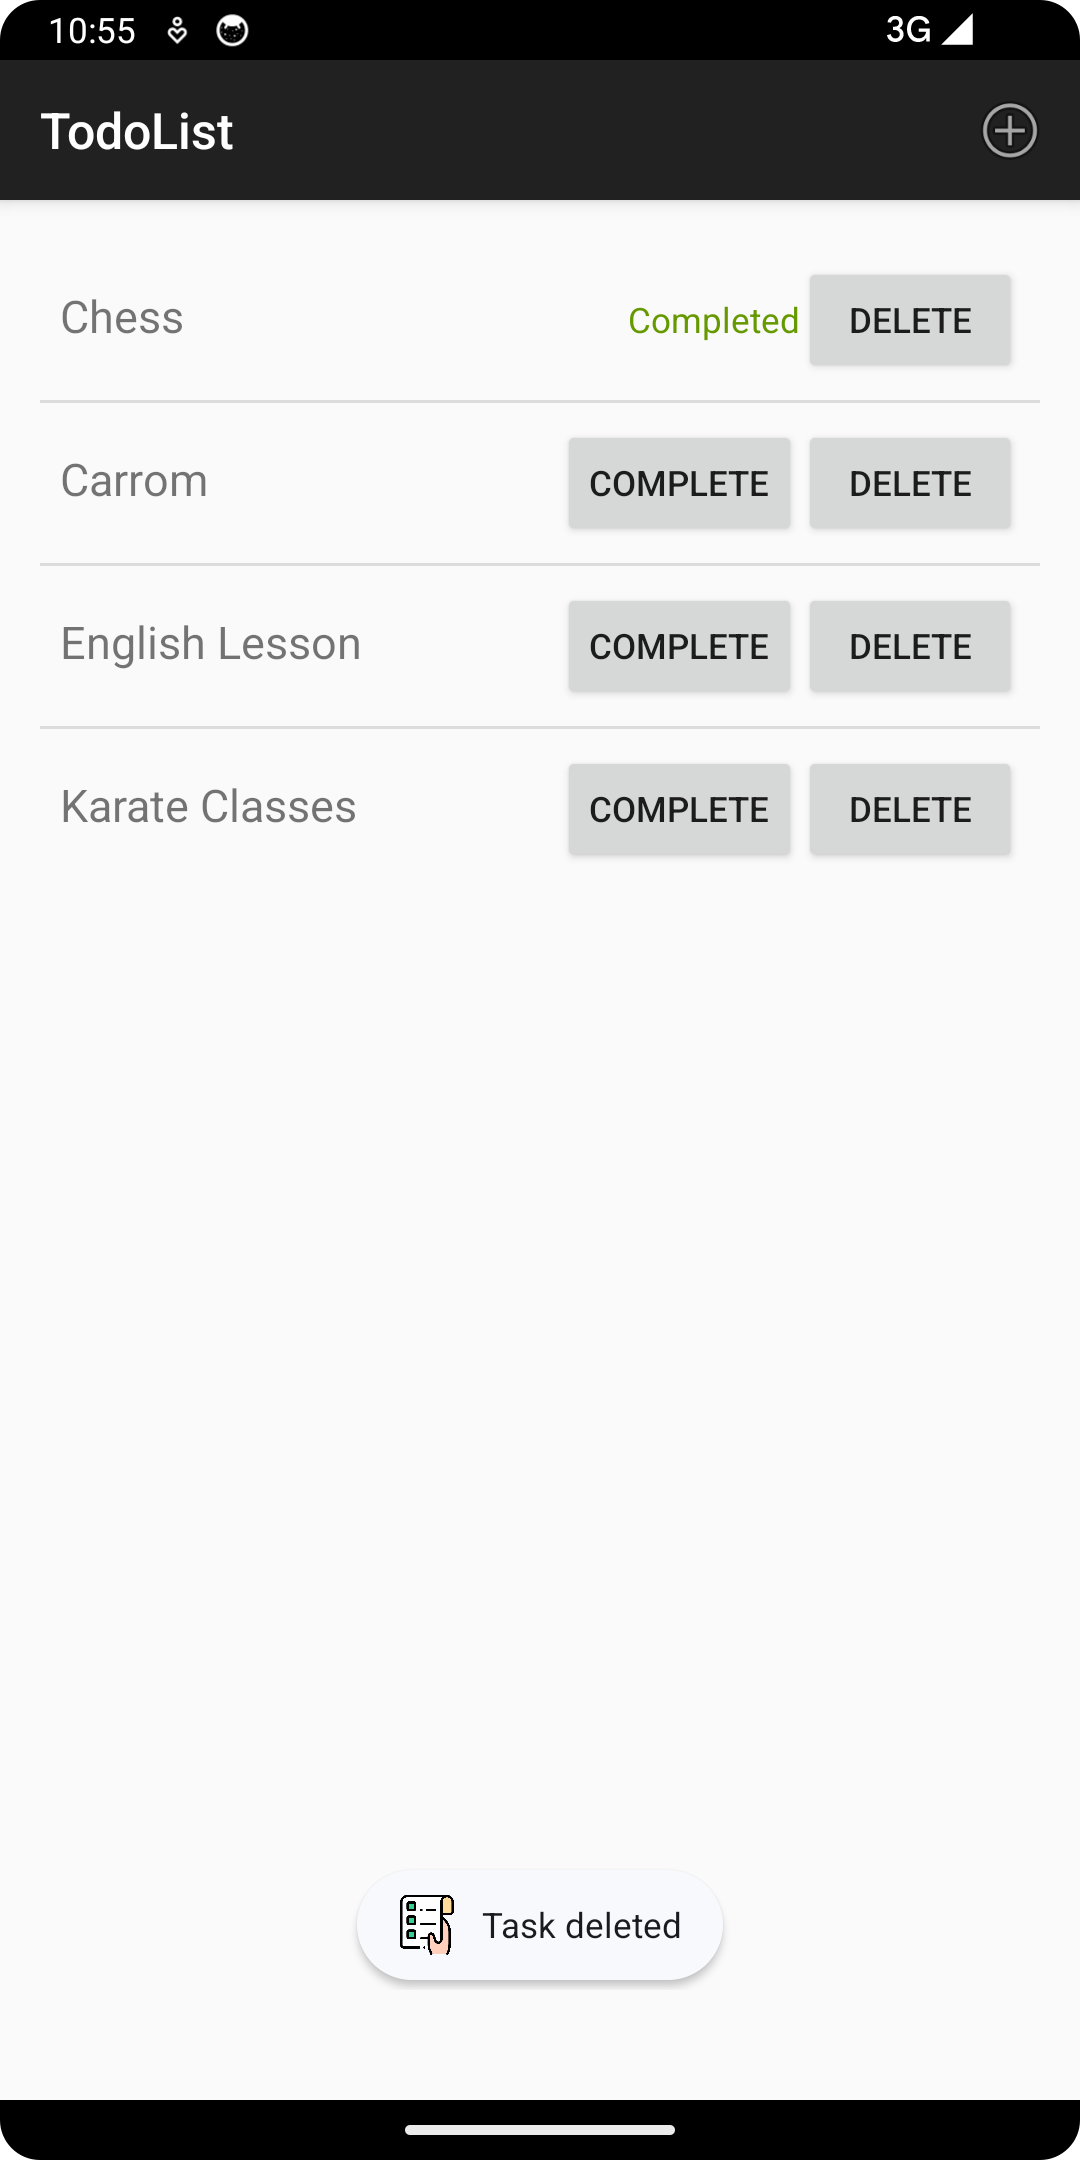 10:55 3G
TodoList
Chess Completed DELETE
Carrom COMPLETE DELETE
English Lesson COMPLETE DELETE
Karate Classes COMPLETE DELETE
Task deleted